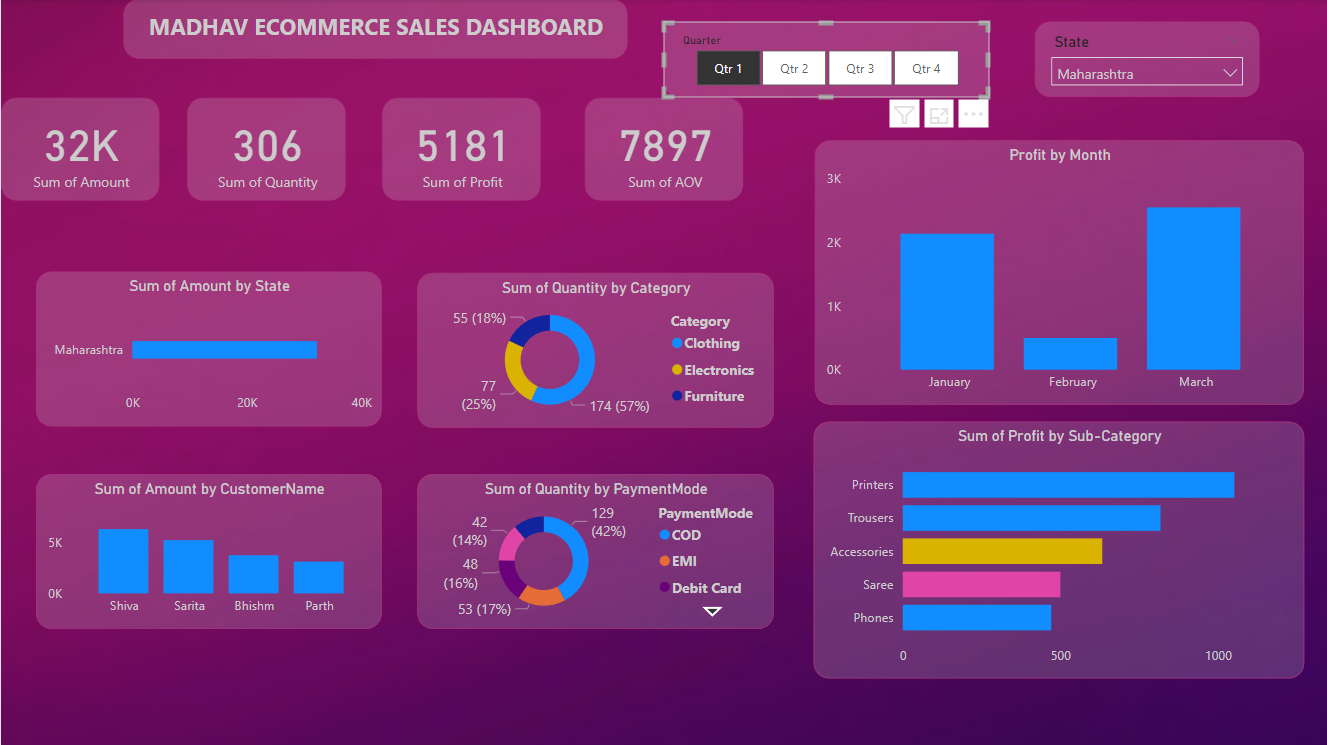 MADHAV ECOMMERCE SALES DASHBOARD
Quarter
Qtr 1
Qtr 2
Qtr 3
Qtr 4
State
Maharashtra
32K
Sum of Amount
306
Sum of Quantity
5181
Sum of Profit
7897
Sum of AOV
Profit by Month
3K
2K
1K
0K
January
February
March
Sum of Amount by State
Maharashtra
0K
20K
40K
Sum of Quantity by Category
55 (18%)
77
(25%)
174 (57%)
Category
Clothing
Electronics
Furniture
Sum of Profit by Sub-Category
Printers
Trousers
Accessories
Saree
Phones
0
500
1000
Sum of Amount by CustomerName
5K
0K
Shiva
Sarita
Bhishm
Parth
Sum of Quantity by PaymentMode
42
(14%)
48
(16%)
53 (17%)
129
(42%)
PaymentMode
COD
EMI
Debit Card